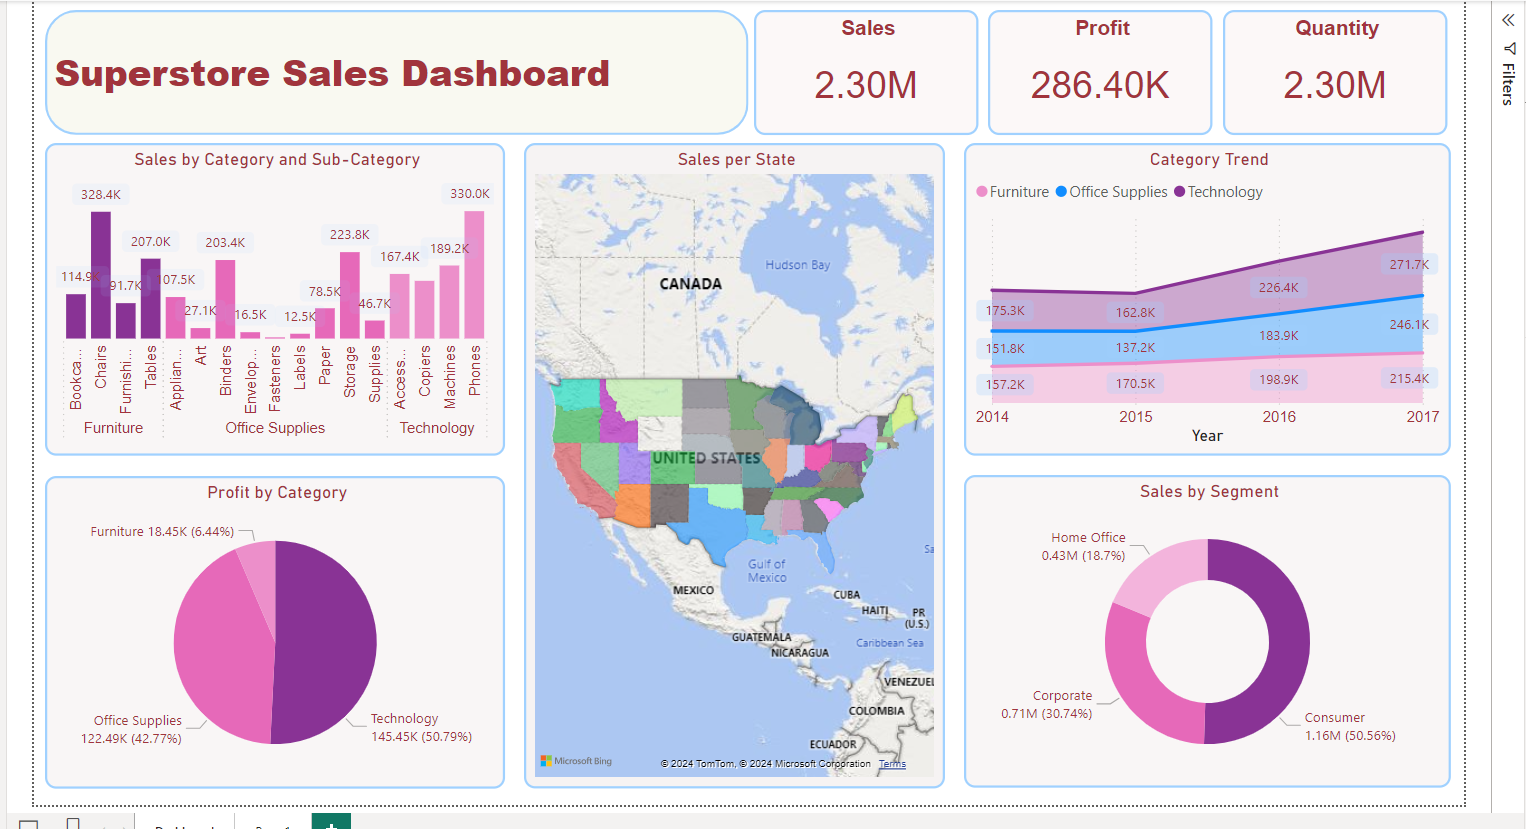 Superstore Sales Dashboard
Sales
2.30M
Profit
286.40K
Quantity
2.30M
Filters
Sales by Category and Sub-Category
114.9K
328.4K
91.7K
207.0K
107.5K
27.1K
203.4K
16.5K
12.5K
78.5K
223.8K
46.7K
167.4K
189.2K
330.0K
Bookca...
Chairs
Furnishi...
Tables
Applian...
Art
Binders
Envelop...
Fasteners
Labels
Paper
Storage
Supplies
Access...
Copiers
Machines
Phones
Furniture
Office Supplies
Technology
Sales per State
Hudson Bay
CANADA
UNITED STATES
Gulf of
Mexico
MEXICO
CUBA
HAITI
PR
(U.S.)
Sa
GUATEMALA
Caribbean Sea
NICARAGUA
VENEZUEL
COLOMBIA
ECUADOR
Microsoft Bing
© 2024 TomTom, © 2024 Microsoft Corporation Terms
Category Trend
Furniture Office Supplies Technology
175.3K
162.8K
226.4K
271.7K
151.8K
137.2K
183.9K
246.1K
157.2K
170.5K
198.9K
215.4K
2014
2015
2016
2017
Year
Profit by Category
Furniture 18.45K (6.44%)
Office Supplies
122.49K (42.77%)
Technology
145.45K (50.79%)
Sales by Segment
Home Office
0.43M (18.7%)
Corporate
0.71M (30.74%)
Consumer
1.16M (50.56%)